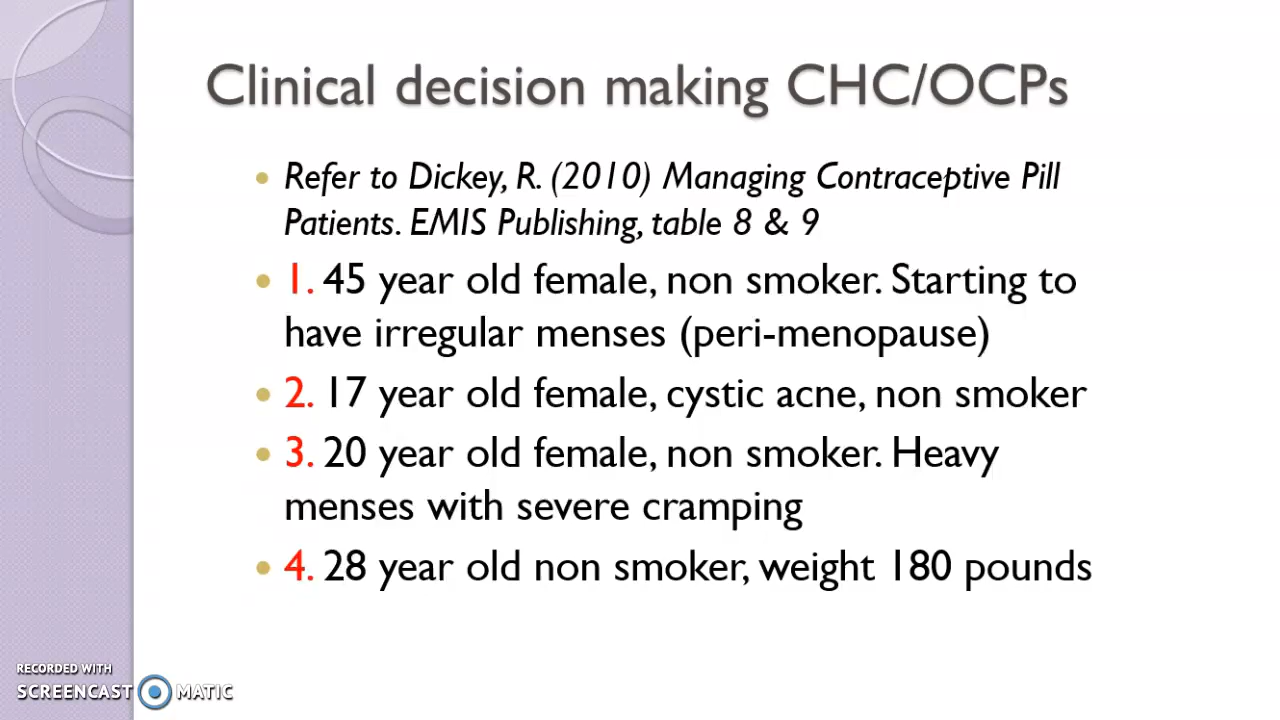 Clinical decision making CHC/OCPs
• Refer to Dickey, R. (2010) Managing Contraceptive Pill
Patients. EMIS Publishing, table 8 & 9
• 1. 45 year old female, non smoker. Starting to
have irregular menses (peri-menopause)
• 2. 17 year old female, cystic acne, non smoker
• 3. 20 year old female, non smoker. Heavy
menses with severe cramping
• 4. 28 year old non smoker, weight 180 pounds
RECORDED WITH
SCREENCAST MATIC